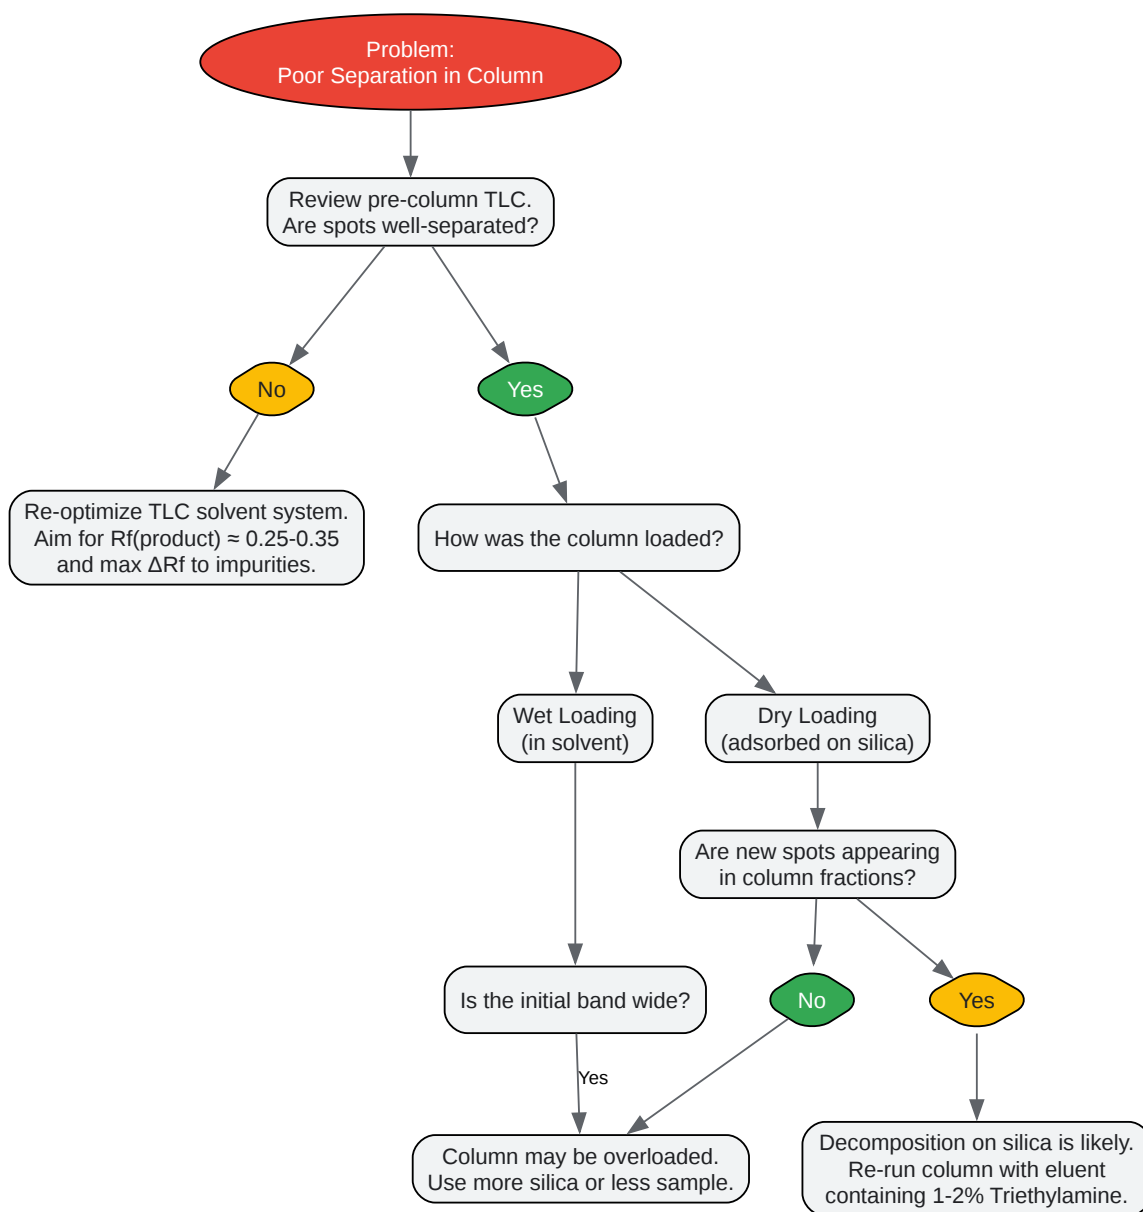 Problem:
Poor Separation in Column
Review pre-column TLC.
Are spots well-separated?
No
Yes
Re-optimize TLC solvent system.
Aim for Rf(product) ≈ 0.25-0.35
and max ΔRf to impurities.
How was the column loaded?
Wet Loading
(in solvent)
Dry Loading
(adsorbed on silica)
Are new spots appearing
in column fractions?
Is the initial band wide?
No
Yes
Yes
Column may be overloaded.
Use more silica or less sample.
Decomposition on silica is likely.
Re-run column with eluent
containing 1-2% Triethylamine.